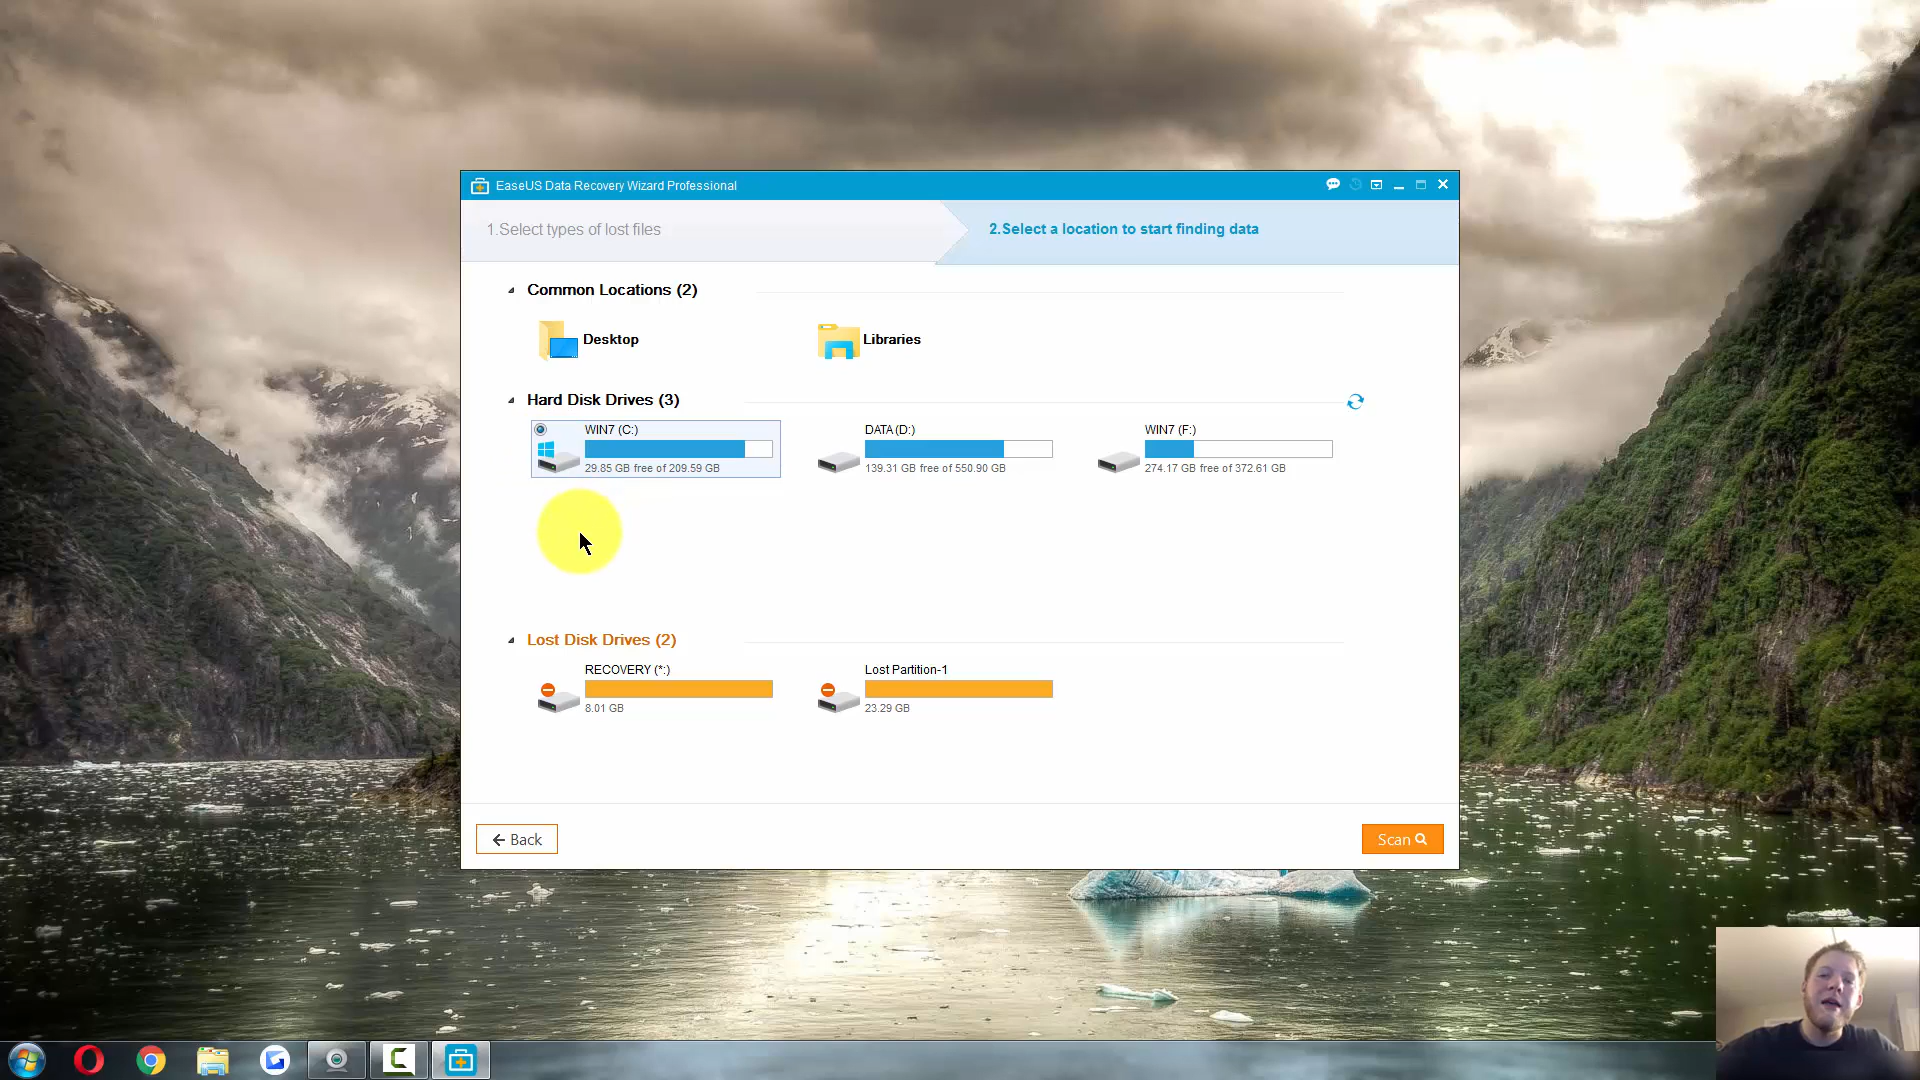 EaseUS Data Recovery Wizard Professional
1.Select types of lost files
2.Select a location to start finding data
Common Locations (2)
Desktop
Libraries
Hard Disk Drives (3)
WIN7 (C:)
29.85 GB free of 209.59 GB
DATA (D:)
139.31 GB free of 550.90 GB
WIN7 (F:)
274.17 GB free of 372.61 GB
Lost Disk Drives (2)
RECOVERY (*:)
8.01 GB
Lost Partition-1
23.29 GB
Back
Scan